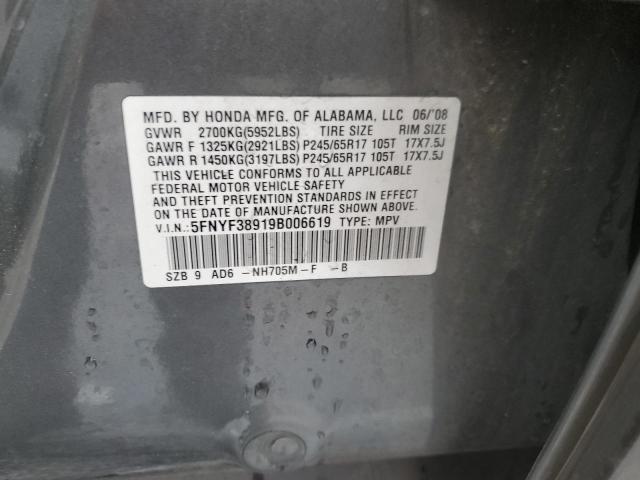 MFD. BY HONDA MFG. OF ALABAMA, LLC 06/'08
GVWR 2700KG(5952LBS) TIRE SIZE RIM SIZE
GAWR F 1325KG(2921LBS) P245/65R17 105T 17X7.5J
GAWR R 1450KG(3197LBS) P245/65R17 105T 17X7.5J
THIS VEHICLE CONFORMS TO ALL APPLICABLE
FEDERAL MOTOR VEHICLE SAFETY
AND THEFT PREVENTION STANDARDS IN EFFECT
ON THE DATE OF MANUFACTURE SHOWN ABOVE.
V.I.N.: 5FNYF38919B006619 TYPE: MPV
SZB 9 AD6 -NH705M-F -B